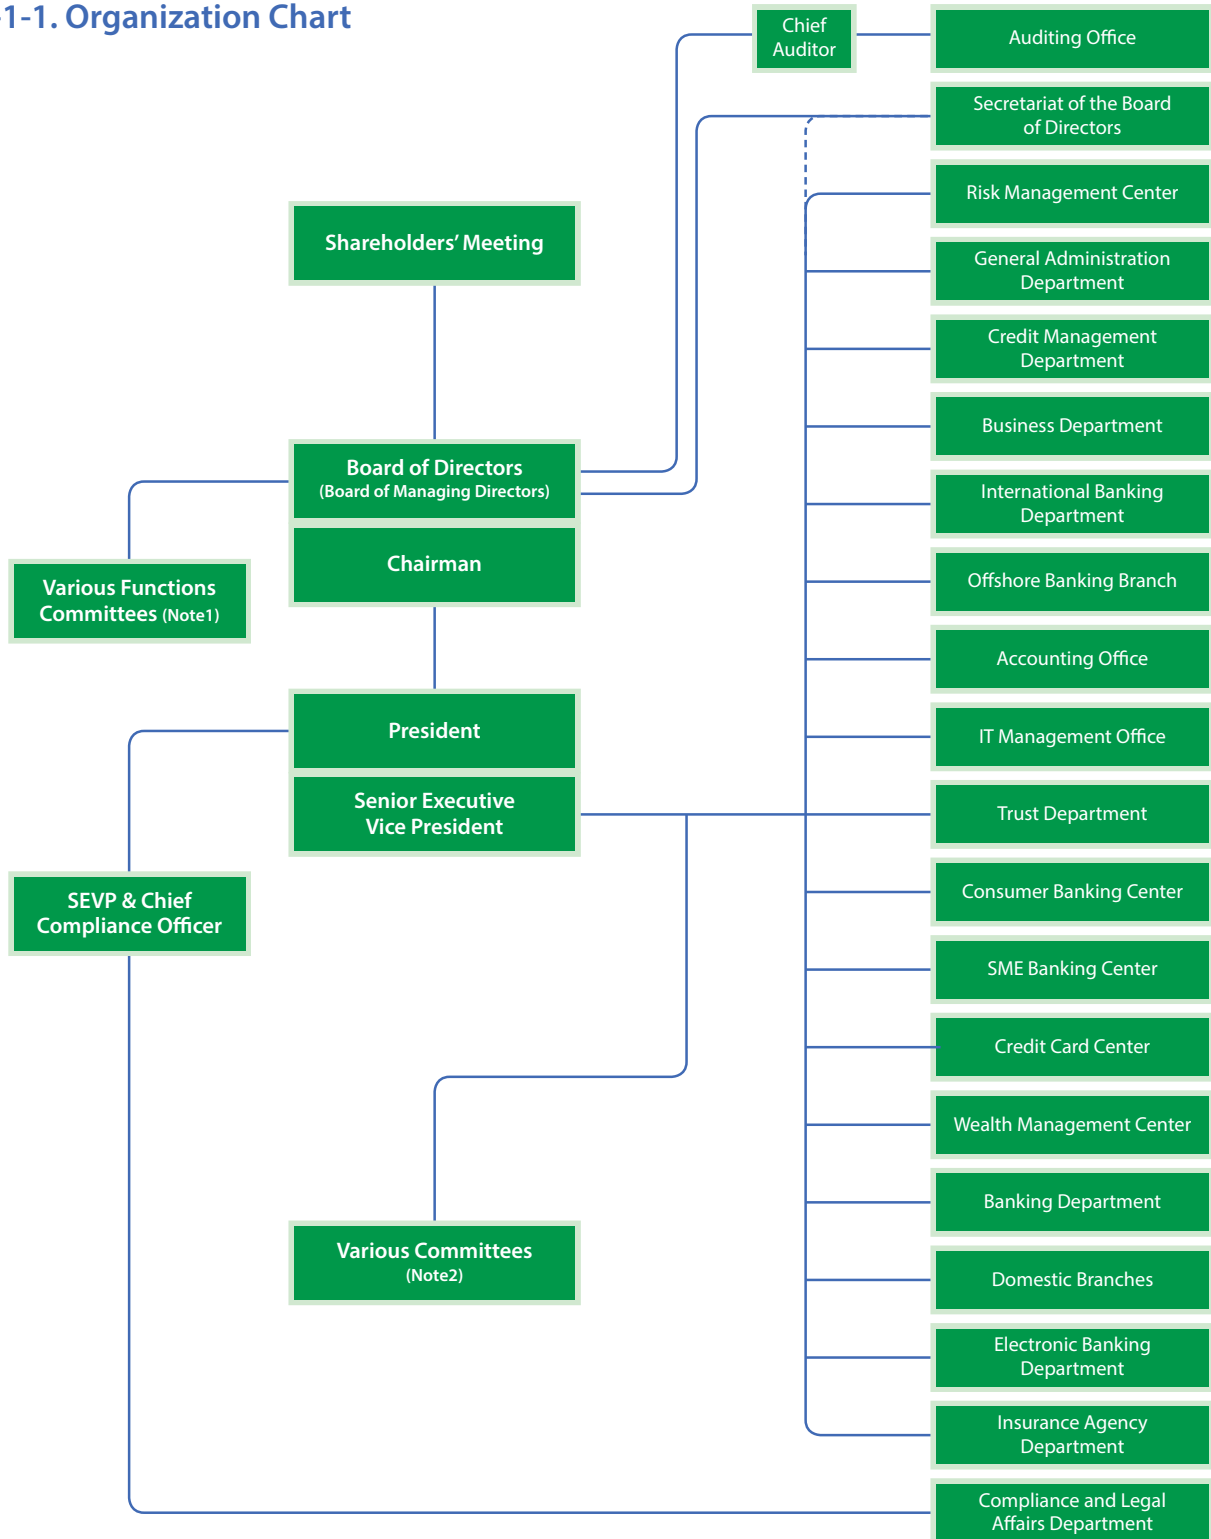 -1-1. Organization Chart
Chief
Auditor
Auditing Office
Secretariat of the Board
of Directors
Risk Management Center
Shareholders’ Meeting
General Administration
Department
Credit Management
Department
Business Department
Board of Directors
(Board of Managing Directors)
International Banking
Department
Chairman
Offshore Banking Branch
Various Functions
Committees (Note1)
Accounting Office
President
IT Management Office
Senior Executive
Vice President
Trust Department
Consumer Banking Center
SEVP & Chief
Compliance Officer
SME Banking Center
Credit Card Center
Wealth Management Center
Banking Department
Various Committees
(Note2)
Domestic Branches
Electronic Banking
Department
Insurance Agency
Department
Compliance and Legal
Affairs Department